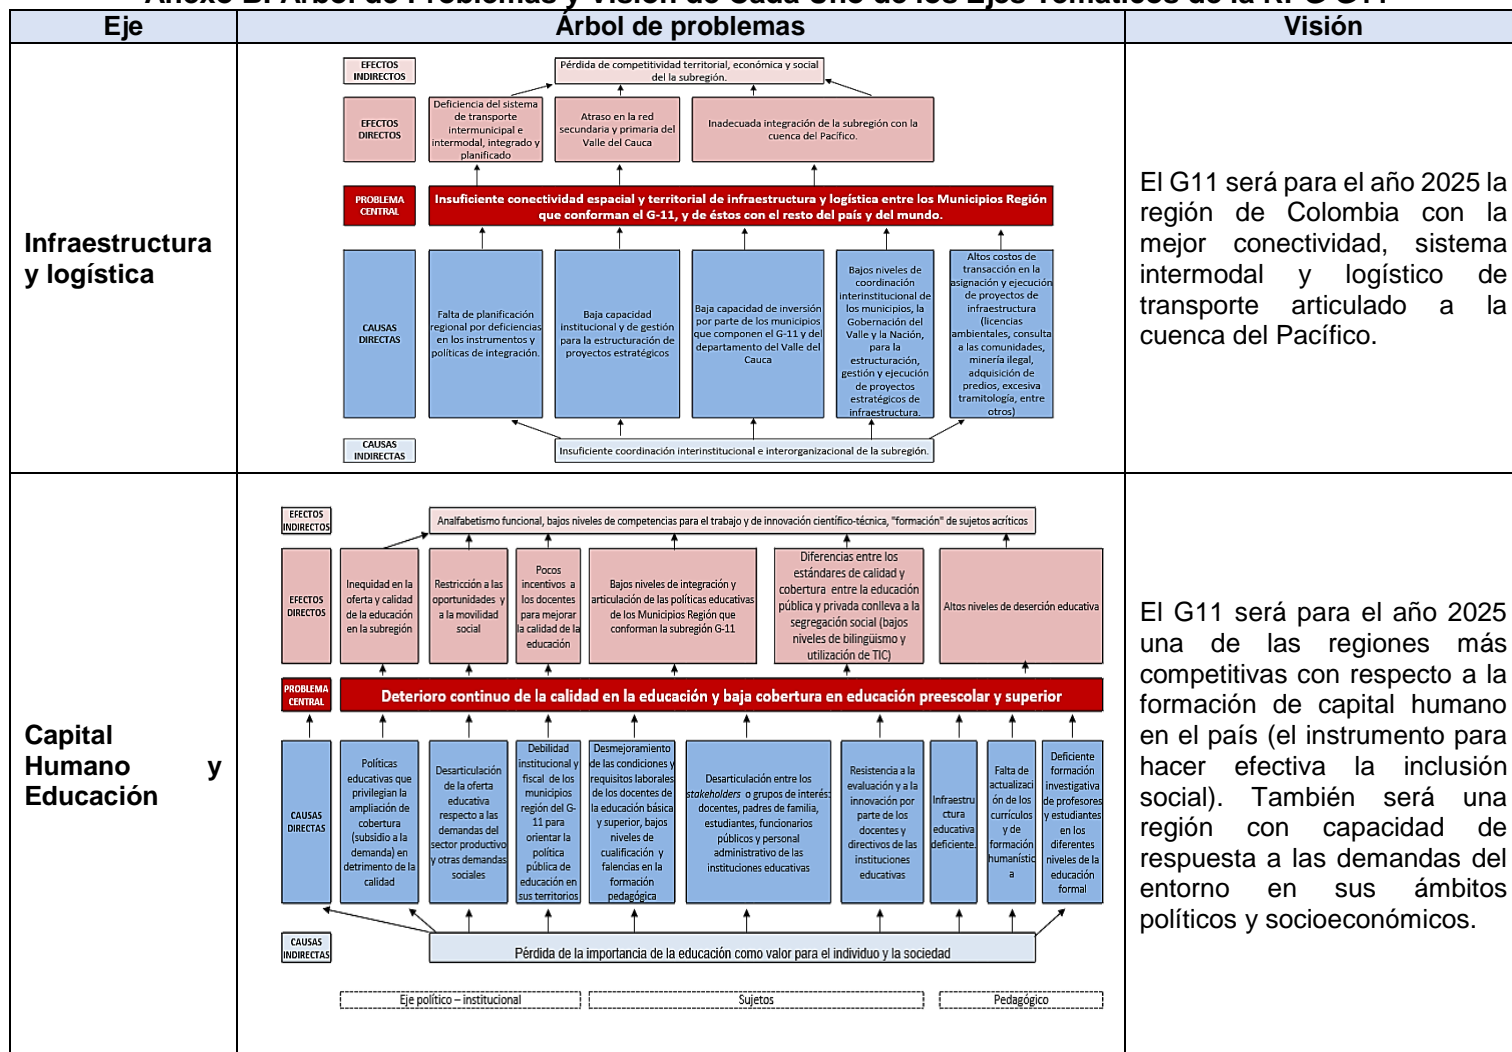 Anexo B. Árbol de Problemas y Visión de Cada Uno de los Ejes Temáticos de la
Eje
Árbol de problemas
Visión
Infraestructura
y logística
EFECTOS
INDIRECTOS
Pérdida de competitividad territorial, económica y social
del la subregión.
EFECTOS
DIRECTOS
Deficiencia del sistema
de transporte
intermunicipal e
intermodal, integrado y
planificado
Atraso en la red
secundaria y primaria del
Valle del Cauca
Inadecuada integración de la subregión con la
cuenca del Pacífico.
PROBLEMA
CENTRAL
Insuficiente conectividad espacial y territorial de infraestructura y logística entre los Municipios Región
que conforman el G-11, y de éstos con el resto del país y del mundo.
CAUSAS
DIRECTAS
Falta de planificación
regional por deficiencias
en los instrumentos y
políticas de integración.
Baja capacidad
institucional y de gestión
para la estructuración de
proyectos estratégicos
Baja capacidad de inversión
por parte de los municipios
que componen el G-11 y del
departamento del Valle del
Cauca
Bajos niveles de
coordinación
interinstitucional de
los municipios, la
Gobernación del
Valle y la Nación,
para la
estructuración,
gestión y ejecución
de proyectos
estratégicos de
infraestructura.
Altos costos de
transacción en la
asignación y ejecución
de proyectos de
infraestructura
(licencias
ambientales, consulta
a las comunidades,
minería ilegal,
adquisición de
predios, excesiva
tramitología, entre
otros)
CAUSAS
INDIRECTAS
Insuficiente coordinación interinstitucional e interorganizacional de la subregión.
El G11 será para el año 2025 la
región de Colombia con la
mejor conectividad, sistema
intermodal y logístico de
transporte articulado a la
cuenca del Pacífico.
Capital
Humano y
Educación
EFECTOS
INDIRECTOS
Analfabetismo funcional, bajos niveles de competencias para el trabajo y de innovación científico-técnica, "formación" de sujetos acríticos
EFECTOS
DIRECTOS
Inequidad en la
oferta y calidad
de la educación
en la subregión
Restricción a las
oportunidades y
a la movilidad
social
Pocos
incentivos a
los docentes
para mejorar
la calidad de la
educación
Bajos niveles de integración y
articulación de las políticas educativas
de los Municipios Región que
conforman la subregión G-11
Diferencias entre los
estándares de calidad y
cobertura entre la educación
pública y privada conlleva a la
segregación social (bajos
niveles de bilingüismo y
utilización de TIC)
Altos niveles de deserción educativa
PROBLEMA
CENTRAL
Deterioro continuo de la calidad en la educación y baja cobertura en educación preescolar y superior
CAUSAS
DIRECTAS
Políticas
educativas que
privilegian la
ampliación de
cobertura
(subsidio a la
demanda) en
detrimento de la
calidad
Desarticulación
de la oferta
educativa
respecto a las
demandas del
sector productivo
y otras demandas
sociales
Debilidad
institucional y
fiscal de los
municipios
región del G-
11 para
orientar la
política
pública de
educación en
sus territorios
Desmejoramiento
de las condiciones y
requisitos laborales
de los docentes de
la educación básica
y superior, bajos
niveles de
cualificación y
falencias en la
formación
pedagógica
Desarticulación entre los
stakeholders o grupos de interés:
docentes, padres de familia,
estudiantes, funcionarios
públicos y personal
administrativo de las
instituciones educativas
Resistencia a la
evaluación y a la
innovación por
parte de los
docentes y
directivos de las
instituciones
educativas
Infraestru
ctura
educativa
deficiente.
Falta de
actualizaci
ón de los
currículos
y de
formación
humanístic
a
Deficiente
formación
investigativa
de profesores
y estudiantes
en los
diferentes
niveles de la
educación
formal
CAUSAS
INDIRECTAS
Pérdida de la importancia de la educación como valor para el individuo y la sociedad
Eje político – institucional
Sujetos
Pedagógico
El G11 será para el año 2025
una de las regiones más
competitivas con respecto a la
formación de capital humano
en el país (el instrumento para
hacer efectiva la inclusión
social). También será una
región con capacidad de
respuesta a las demandas del
entorno en sus ámbitos
políticos y socioeconómicos.